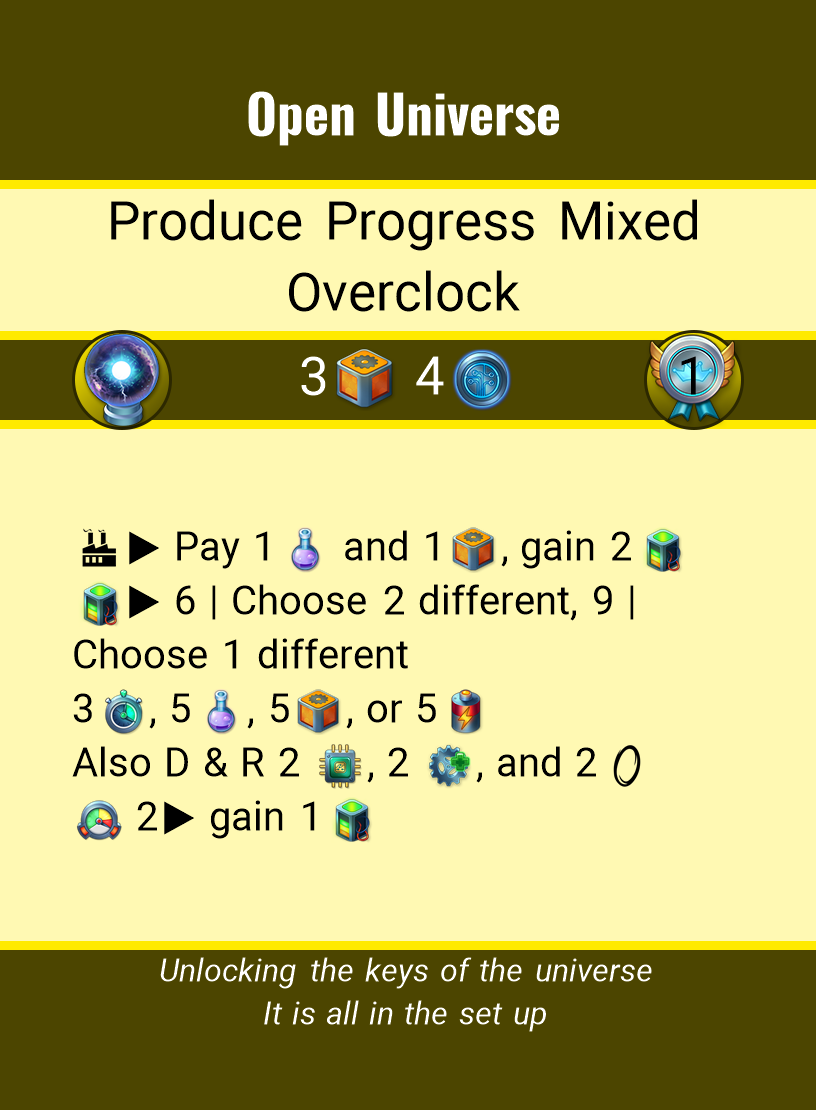 Open Universe
Produce Progress Mixed
Overclock
3 4 1
▶ Pay 1 and 1, gain 2
▶ 6 | Choose 2 different, 9 |
Choose 1 different
3, 5, 5, or 5
Also D & R 2, 2, and 2
2▶ gain 1
Unlocking the keys of the universe
It is all in the set up